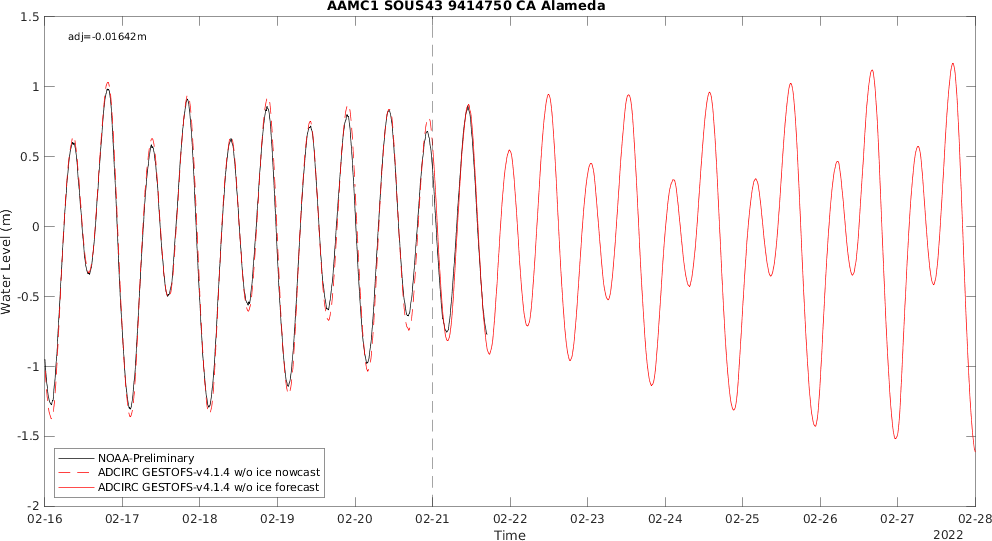 AAMC1 SOUS43 9414750 CA Alameda
1.5
adj=-0.01642m
1
0.5
0
-0.5
-1
-1.5
-2
Water Level (m)
NOAA-Preliminary
ADCIRC GESTOFS-v4.1.4 w/o ice nowcast
ADCIRC GESTOFS-v4.1.4 w/o ice forecast
02-16 02-17 02-18 02-19 02-20 02-21 02-22 02-23 02-24 02-25 02-26 02-27 02-28
Time
2022